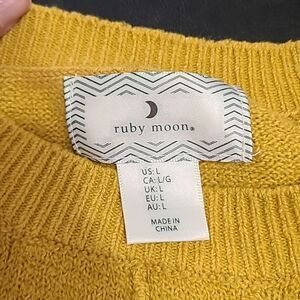 ruby moon®
US: L
CA: L/G
UK: L
EU: L
AU: L
MADE IN
CHINA